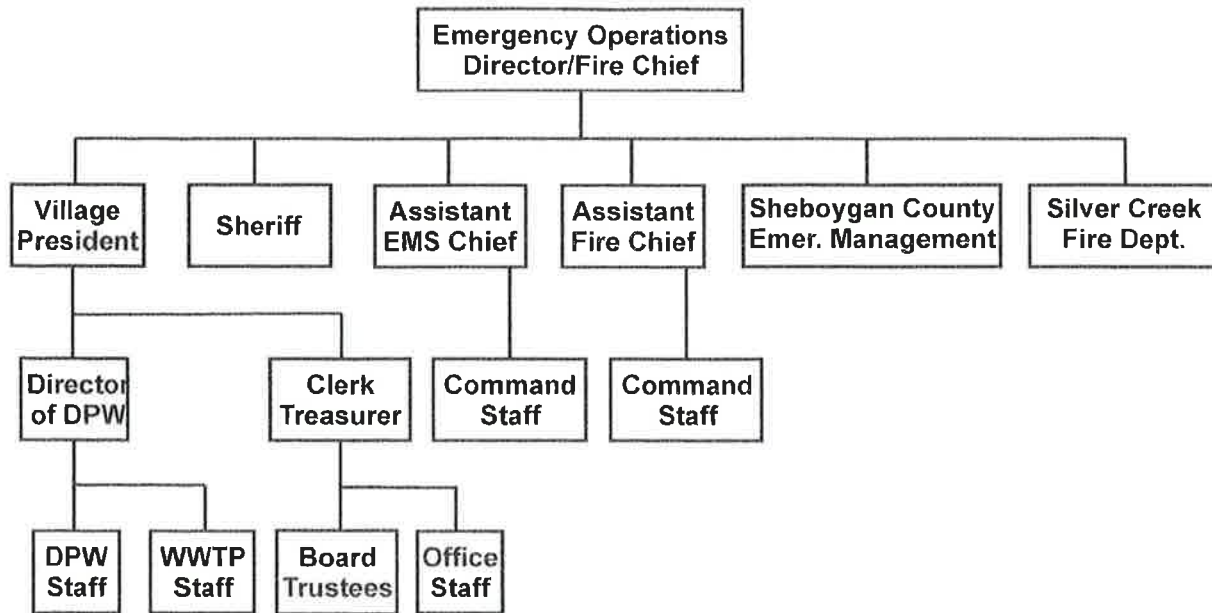 Emergency Operations
Director/Fire Chief
Village
President
Sheriff
Assistant
EMS Chief
Assistant
Fire Chief
Sheboygan County
Emer. Management
Silver Creek
Fire Dept.
Director
of DPW
Clerk
Treasurer
Command
Staff
Command
Staff
DPW
Staff
WWTP
Staff
Board
Trustees
Office
Staff